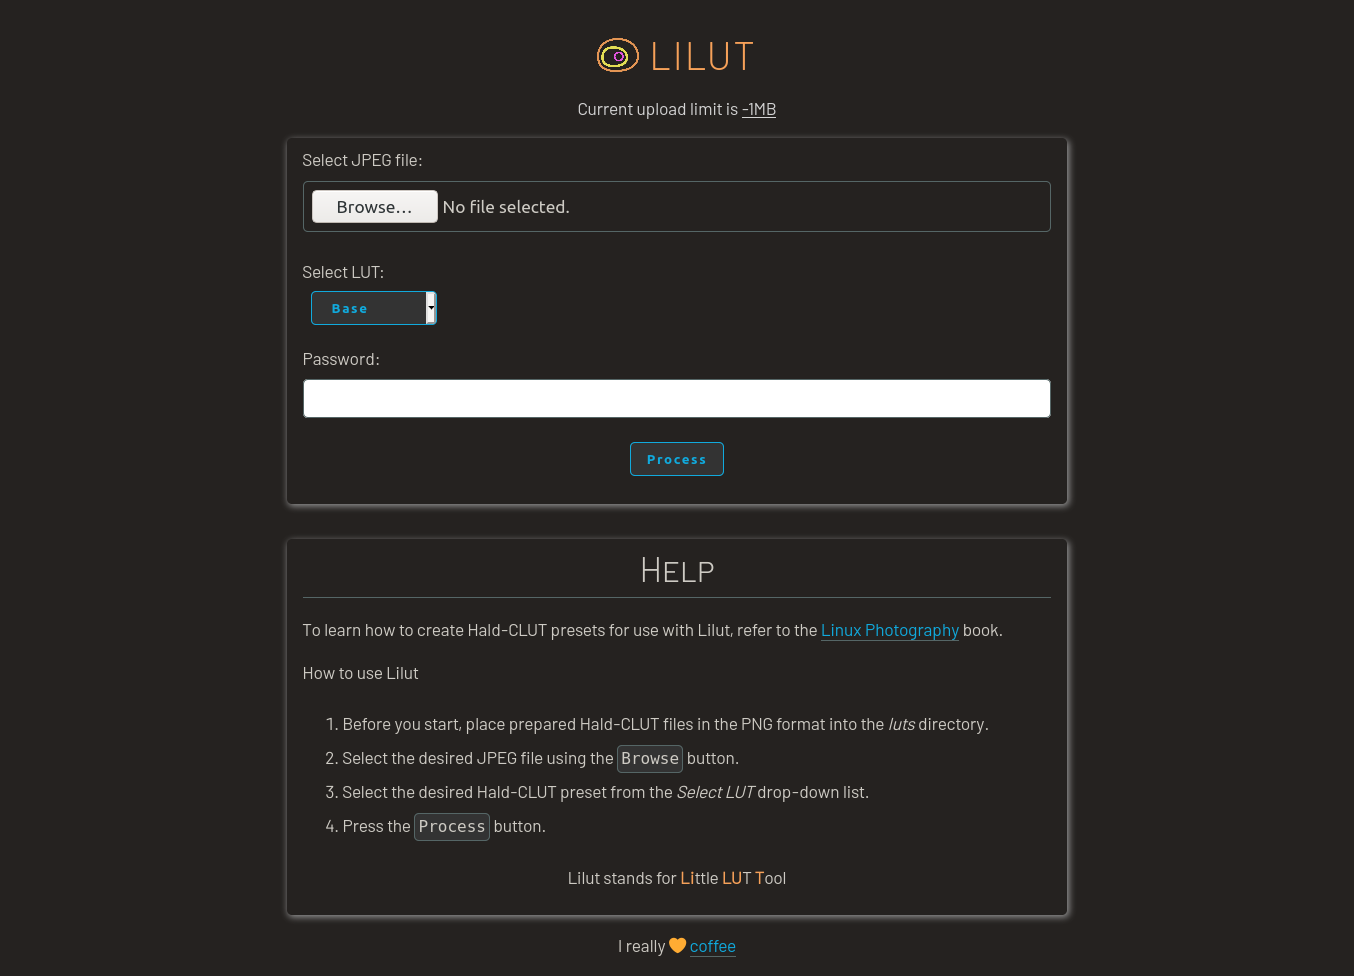 LILUT
Current upload limit is -1MB
Select JPEG file:
Browse... No file selected.
Select LUT:
Base
Password:
Process
Help
To learn how to create Hald-CLUT presets for use with Lilut, refer to the Linux Photography book.
How to use Lilut
1. Before you start, place prepared Hald-CLUT files in the PNG format into the luts directory.
2. Select the desired JPEG file using the Browse button.
3. Select the desired Hald-CLUT preset from the Select LUT drop-down list.
4. Press the Process button.
Lilut stands for Little LUT Tool
I really 🧡 coffee